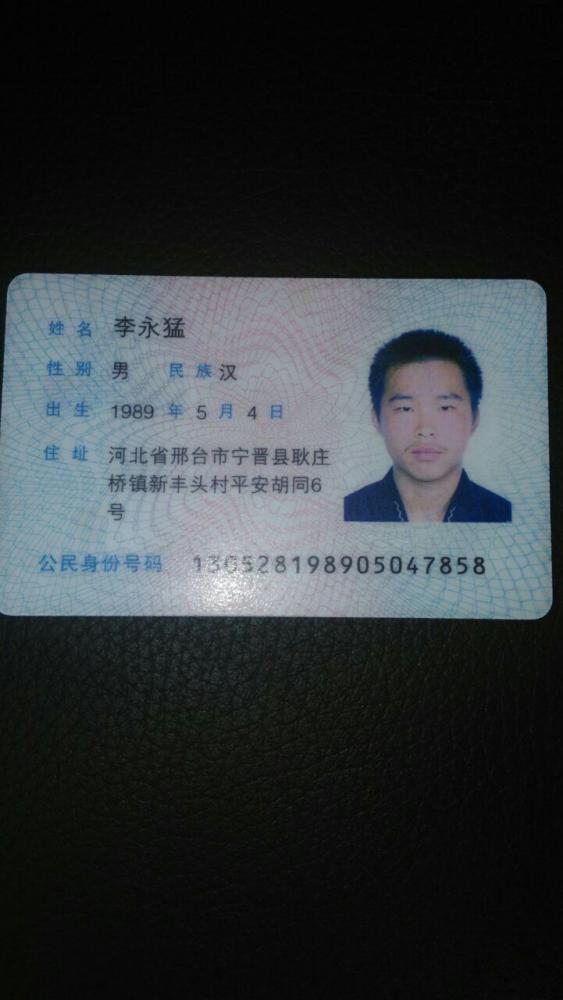 姓名 李永猛
性别 男 民族 汉
出生 1989 年 5 月 4 日
住址 河北省邢台市宁晋县耿庄
桥镇新丰头村平安胡同6
号
公民身份号码 130528198905047858